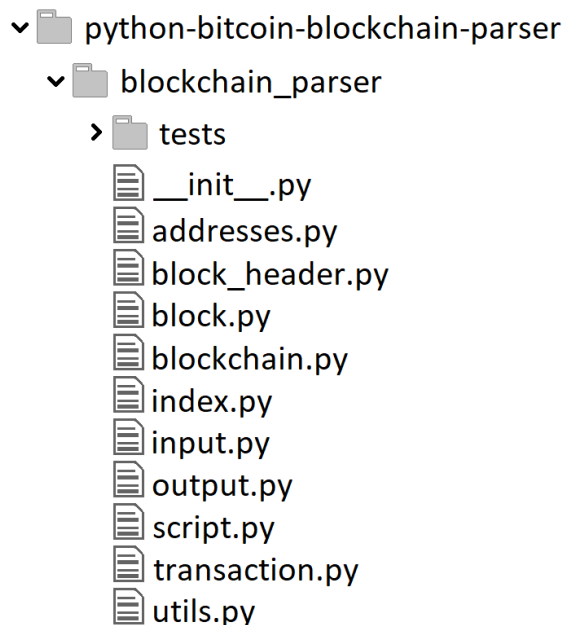 python-bitcoin-blockchain-parser
blockchain_parser
tests
__init__.py
addresses.py
block_header.py
block.py
blockchain.py
index.py
input.py
output.py
script.py
transaction.py
utils.py